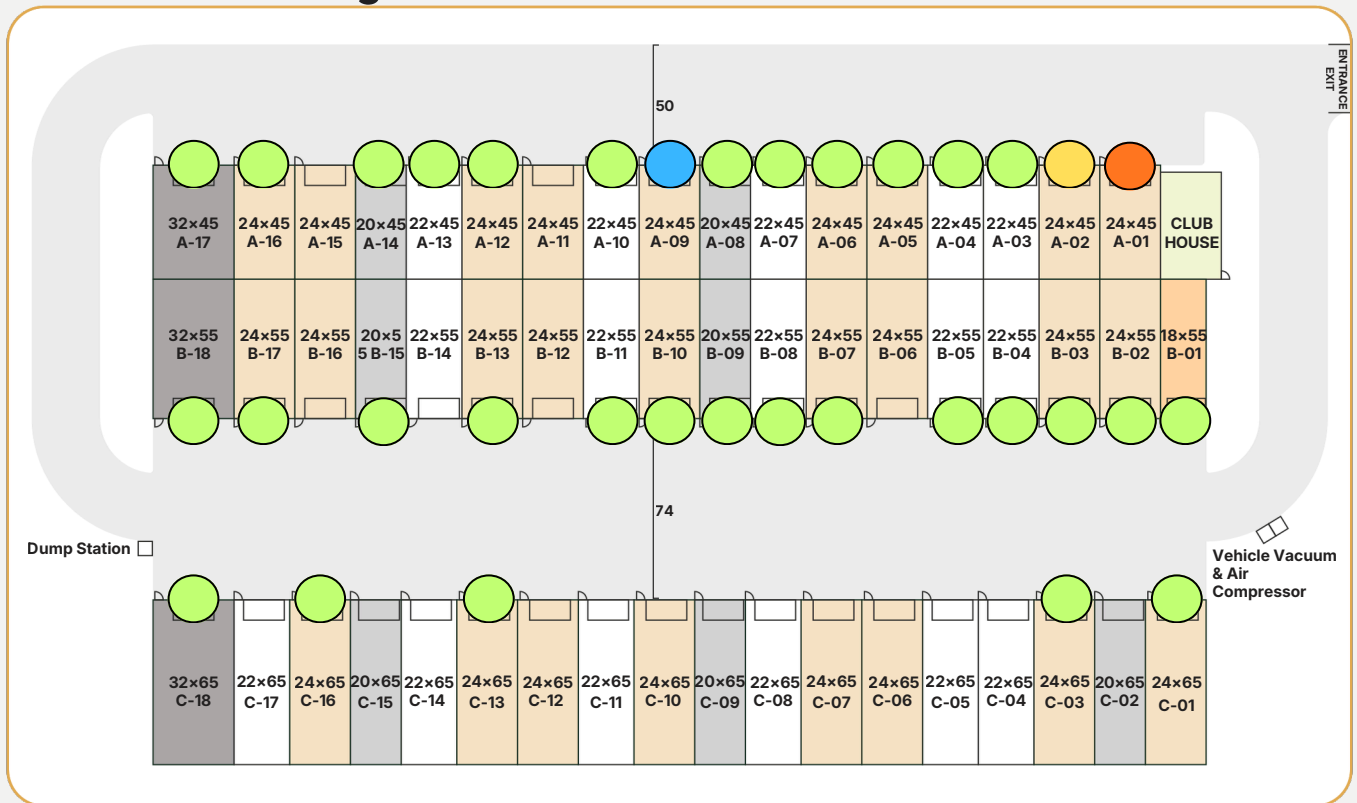 ENTRANCE
EXIT
50
32×45
A-17
24×45
A-16
24×45
A-15
20×45
A-14
22×45
A-13
24×45
A-12
24×45
A-11
22×45
A-10
24×45
A-09
20×45
A-08
22×45
A-07
24×45
A-06
24×45
A-05
22×45
A-04
22×45
A-03
24×45
A-02
24×45
A-01
CLUB
HOUSE
32×55
B-18
24×55
B-17
24×55
B-16
20×5
5 B-15
22×55
B-14
24×55
B-13
24×55
B-12
22×55
B-11
24×55
B-10
20×55
B-09
22×55
B-08
24×55
B-07
24×55
B-06
22×55
B-05
22×55
B-04
24×55
B-03
24×55
B-02
18×55
B-01
74
Dump Station
Vehicle Vacuum
& Air
Compressor
32×65
C-18
22×65
C-17
24×65
C-16
20×65
C-15
22×65
C-14
24×65
C-13
24×65
C-12
22×65
C-11
24×65
C-10
20×65
C-09
22×65
C-08
24×65
C-07
24×65
C-06
22×65
C-05
22×65
C-04
24×65
C-03
20×65
C-02
24×65
C-01